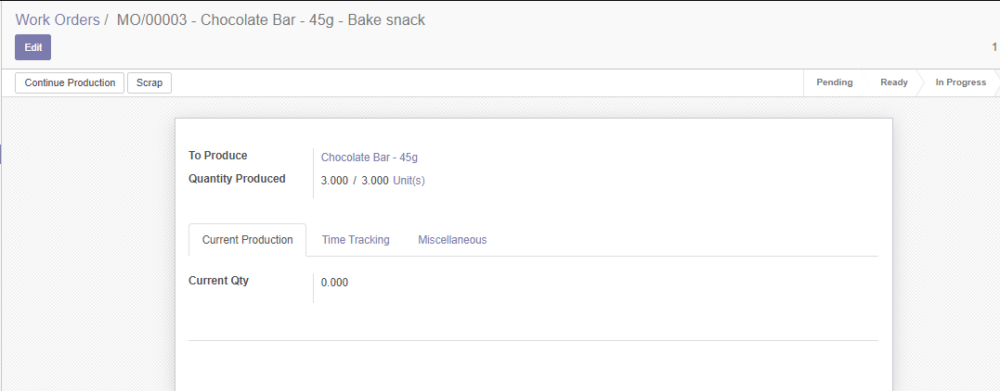 Work Orders / MO/00003 - Chocolate Bar - 45g - Bake snack
Edit
1
Continue Production Scrap Pending Ready In Progress
To Produce Chocolate Bar - 45g
Quantity Produced 3.000 / 3.000 Unit(s)
Current Production Time Tracking Miscellaneous
Current Qty 0.000